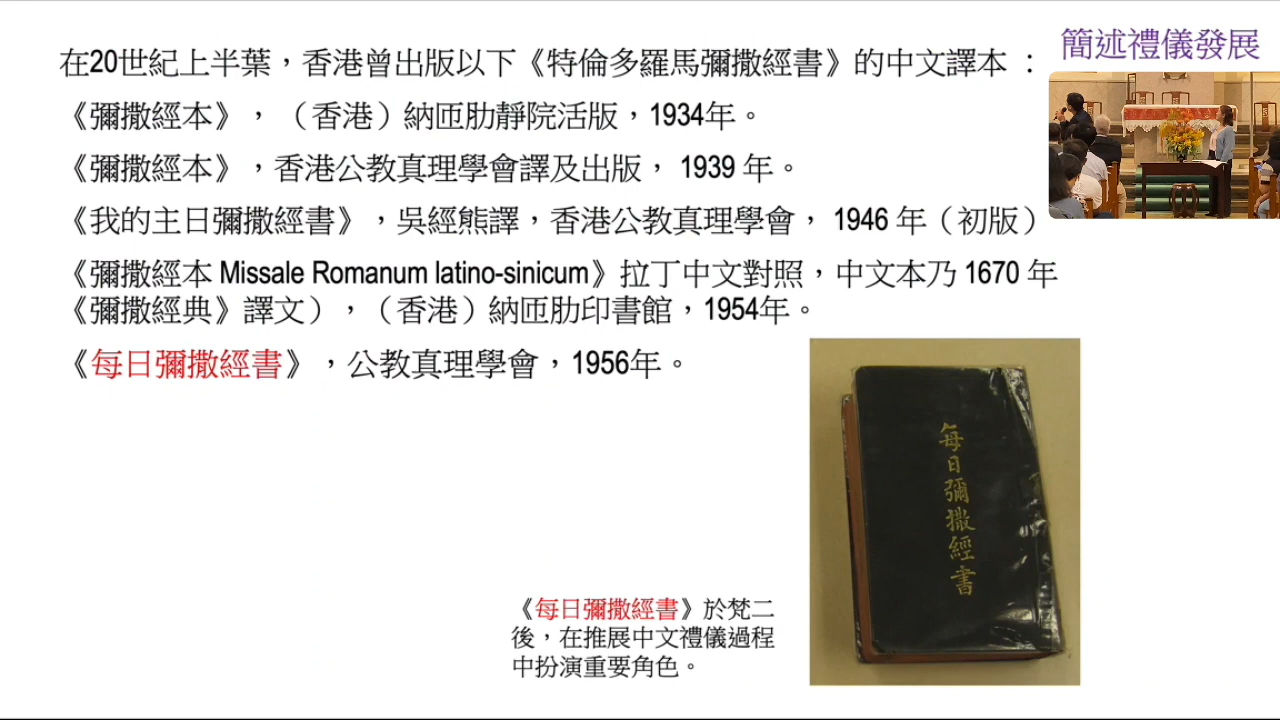 簡述禮儀發展
在20世紀上半葉，香港曾出版以下《特倫多羅馬彌撒經書》的中文譯本 ：
《彌撒經本》，（香港）納匝肋靜院活版，1934年。
《彌撒經本》，香港公教真理學會譯及出版， 1939 年。
《我的主日彌撒經書》，吳經熊譯，香港公教真理學會， 1946 年（初版）
《彌撒經本 Missale Romanum latino-sinicum》拉丁中文對照，中文本乃 1670 年
《彌撒經典》譯文），（香港）納匝肋印書館，1954年。
《每日彌撒經書》，公教真理學會，1956年。
每日彌撒經書
《每日彌撒經書》於梵二
後，在推展中文禮儀過程
中扮演重要角色。